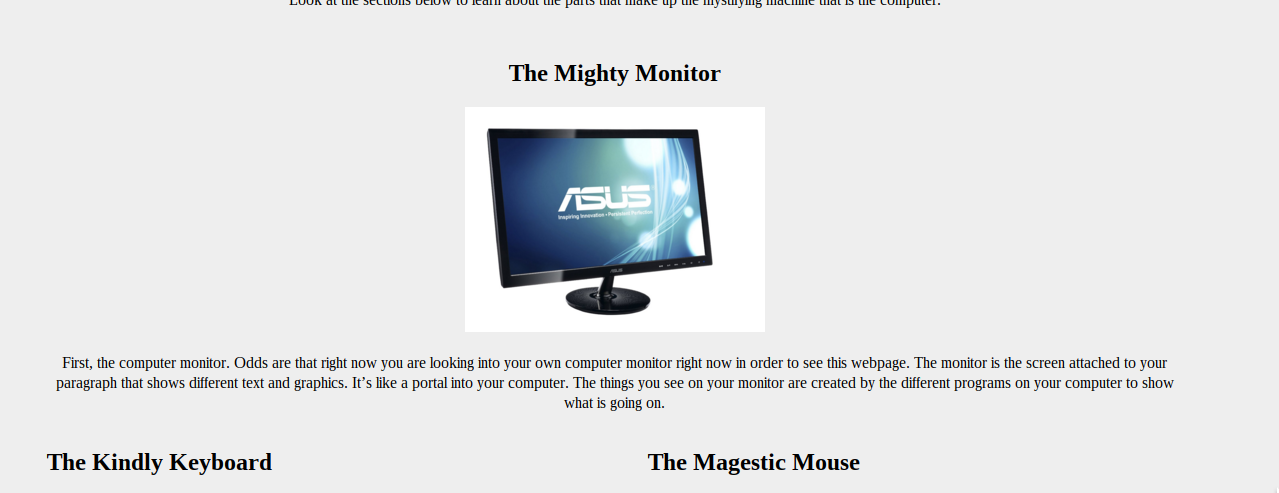 Look at the sections below to learn about the parts that make up the mystifying machine that is the computer.
The Mighty Monitor
ASUS
Inspiring Innovation • Persistent Perfection
ASUS
First, the computer monitor. Odds are that right now you are looking into your own computer monitor right now in order to see this webpage. The monitor is the screen attached to your
paragraph that shows different text and graphics. It’s like a portal into your computer. The things you see on your monitor are created by the different programs on your computer to show
what is going on.
The Kindly Keyboard
The Magestic Mouse